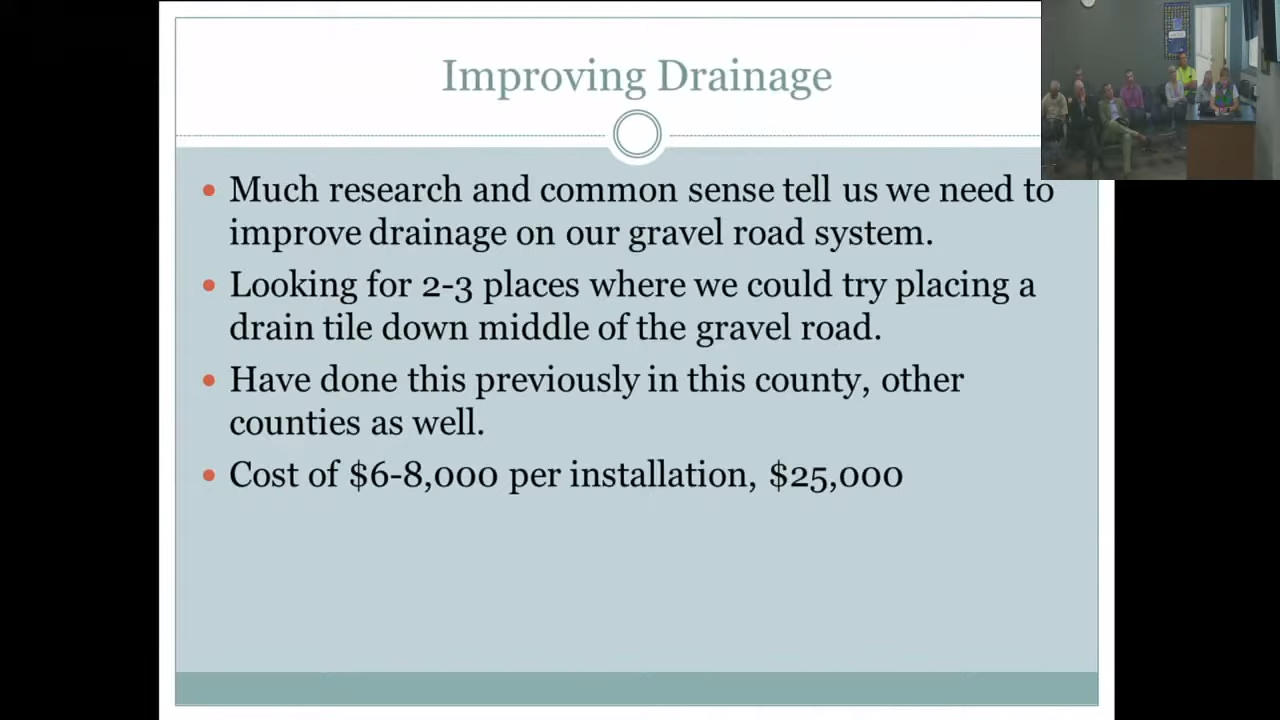 Improving Drainage
• Much research and common sense tell us we need to
improve drainage on our gravel road system.
• Looking for 2-3 places where we could try placing a
drain tile down middle of the gravel road.
• Have done this previously in this county, other
counties as well.
• Cost of $6-8,000 per installation, $25,000